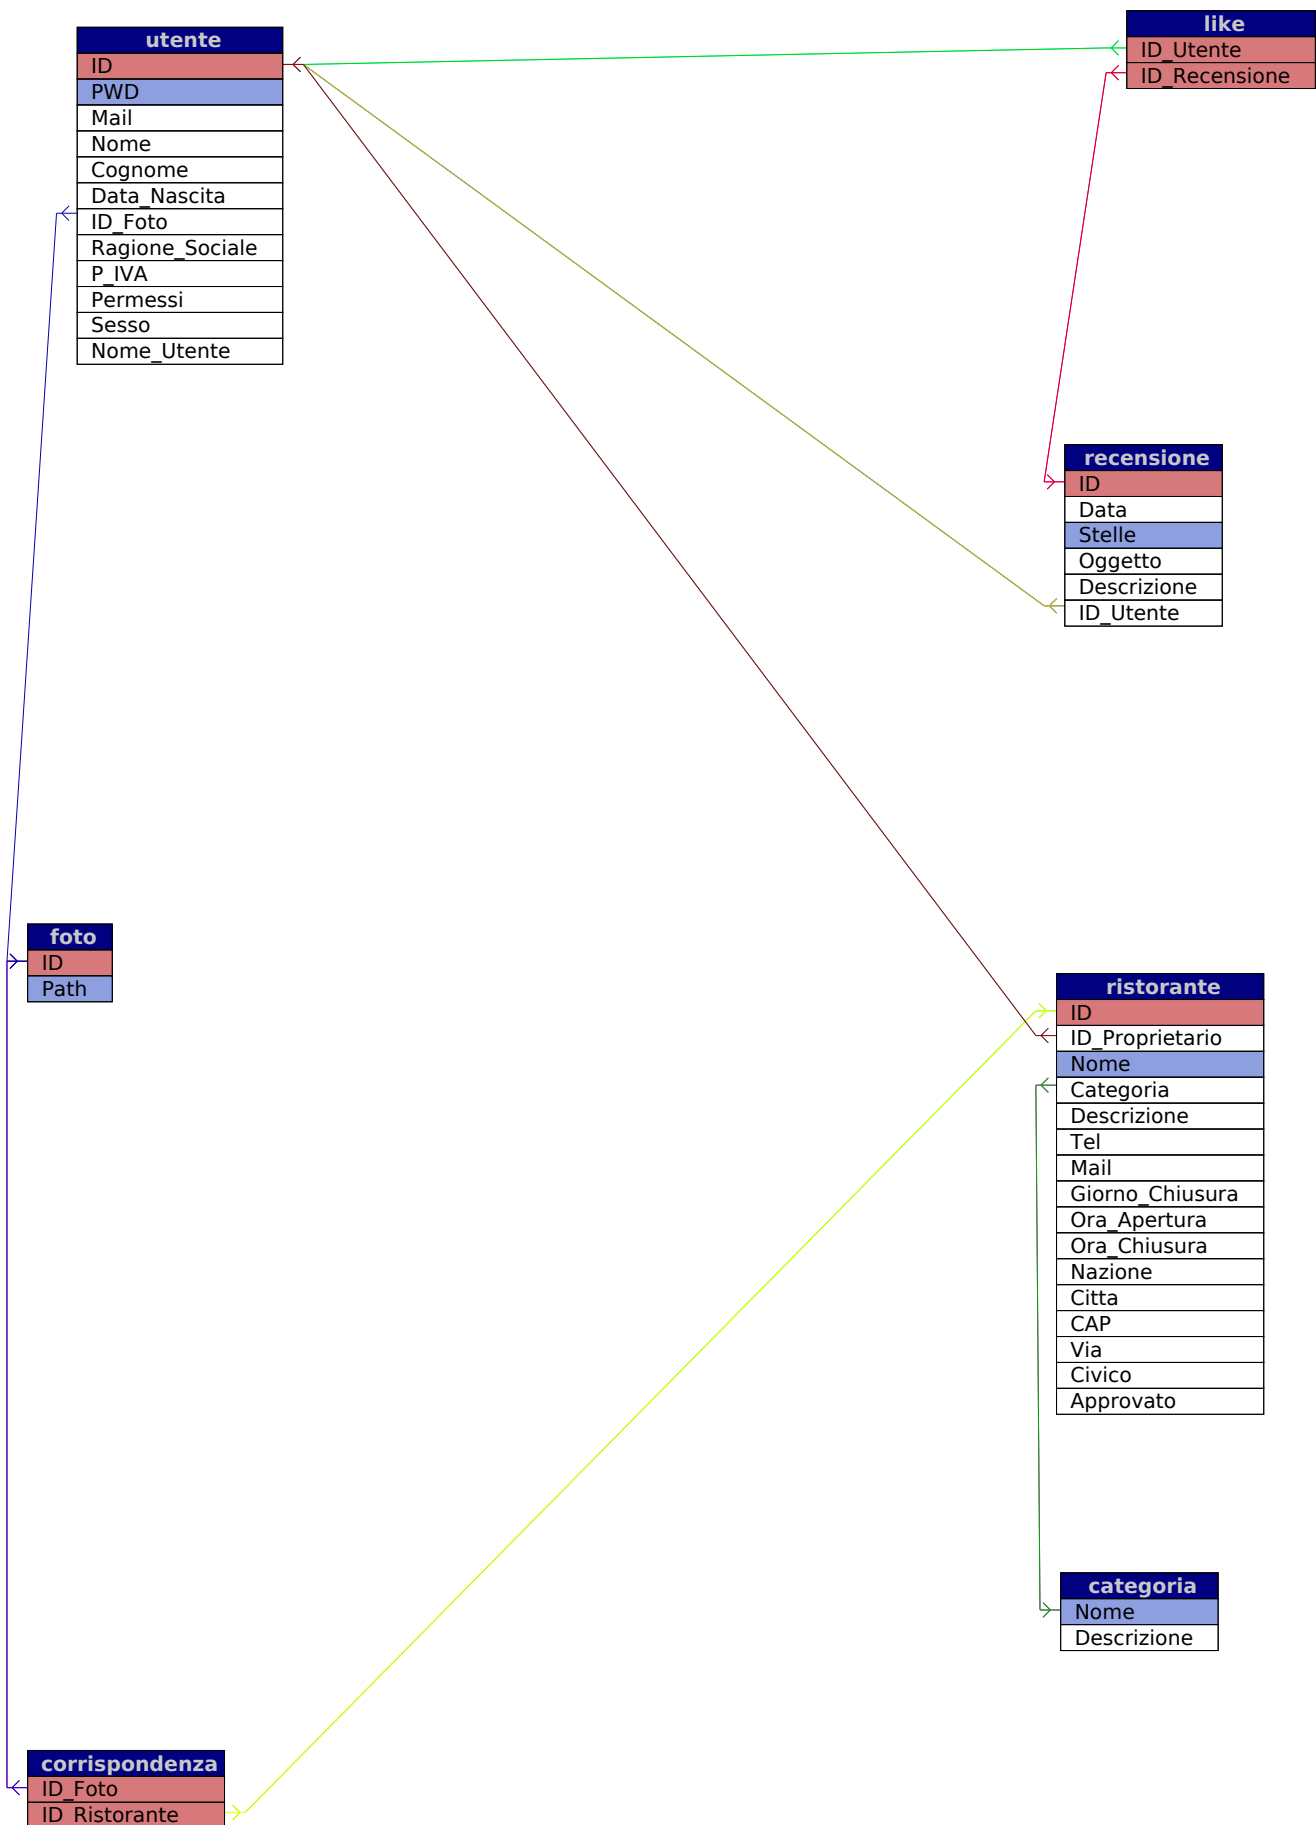 utente
ID
PWD
Mail
Nome
Cognome
Data_Nascita
ID_Foto
Ragione_Sociale
P_IVA
Permessi
Sesso
Nome_Utente
like
ID_Utente
ID_Recensione
recensione
ID
Data
Stelle
Oggetto
Descrizione
ID_Utente
foto
ID
Path
ristorante
ID
ID_Proprietario
Nome
Categoria
Descrizione
Tel
Mail
Giorno_Chiusura
Ora_Apertura
Ora_Chiusura
Nazione
Citta
CAP
Via
Civico
Approvato
categoria
Nome
Descrizione
corrispondenza
ID_Foto
ID_Ristorante